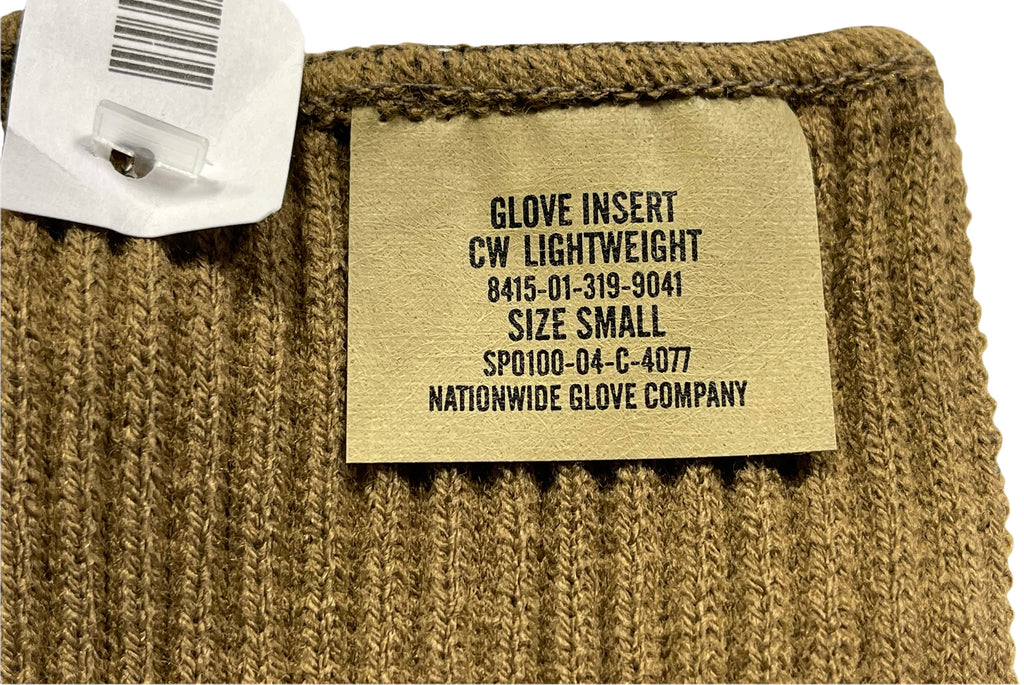 GLOVE INSERT
CW LIGHTWEIGHT
8415-01-319-9041
SIZE SMALL
SP0100-04-C-4077
NATIONWIDE GLOVE COMPANY